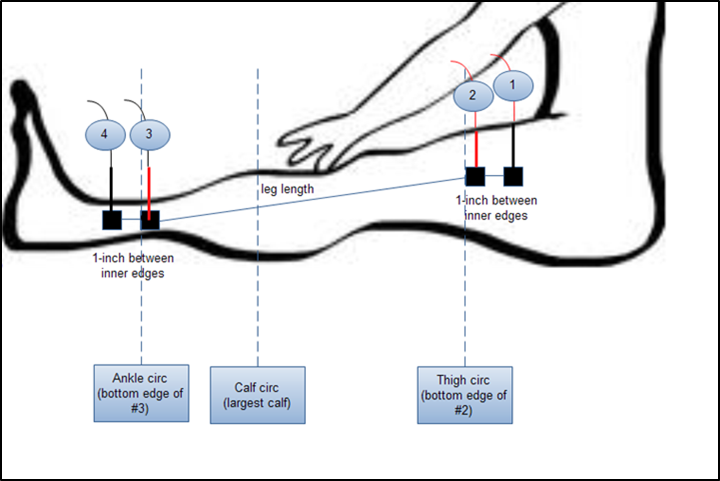 4
3
2
1
leg length
1-inch between
inner edges
1-inch between
inner edges
Ankle circ
(bottom edge of
#3)
Calf circ
(largest calf)
Thigh circ
(bottom edge of
#2)